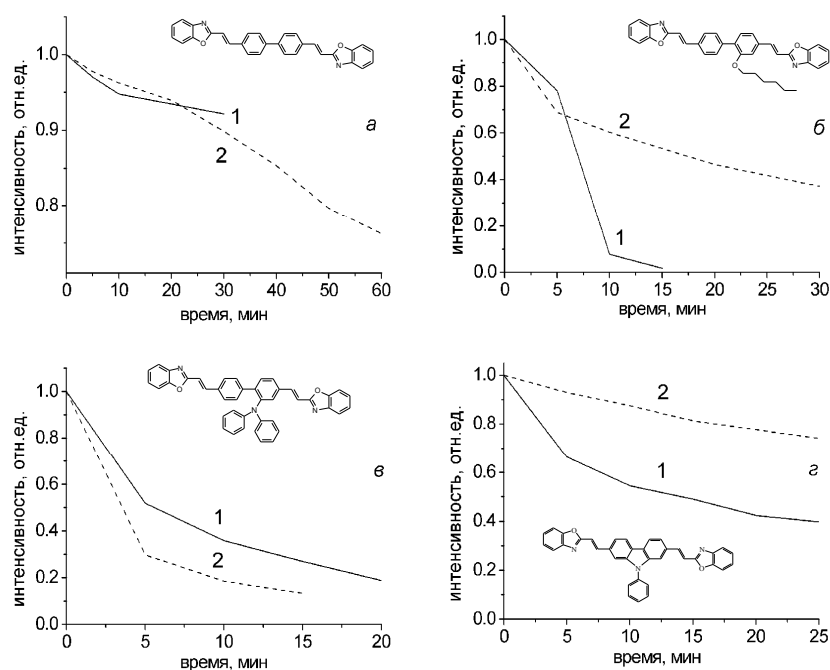 1.0
0.9
0.8
0 10 20 30 40 50 60
интенсивность, отн.ед.
время, мин
1
2
а
N
O
O
N
1.0
0.8
0.6
0.4
0.2
0.0
0 5 10 15 20 25 30
интенсивность, отн.ед.
время, мин
1
2
б
N
O
O
N
O
1.0
0.8
0.6
0.4
0.2
0.0
0 5 10 15 20
интенсивность, отн.ед.
время, мин
1
2
в
N
O
O
N
N
1.0
0.8
0.6
0.4
0.2
0.0
0 5 10 15 20 25
интенсивность, отн.ед.
время, мин
2
1
г
O
N
N
O
N